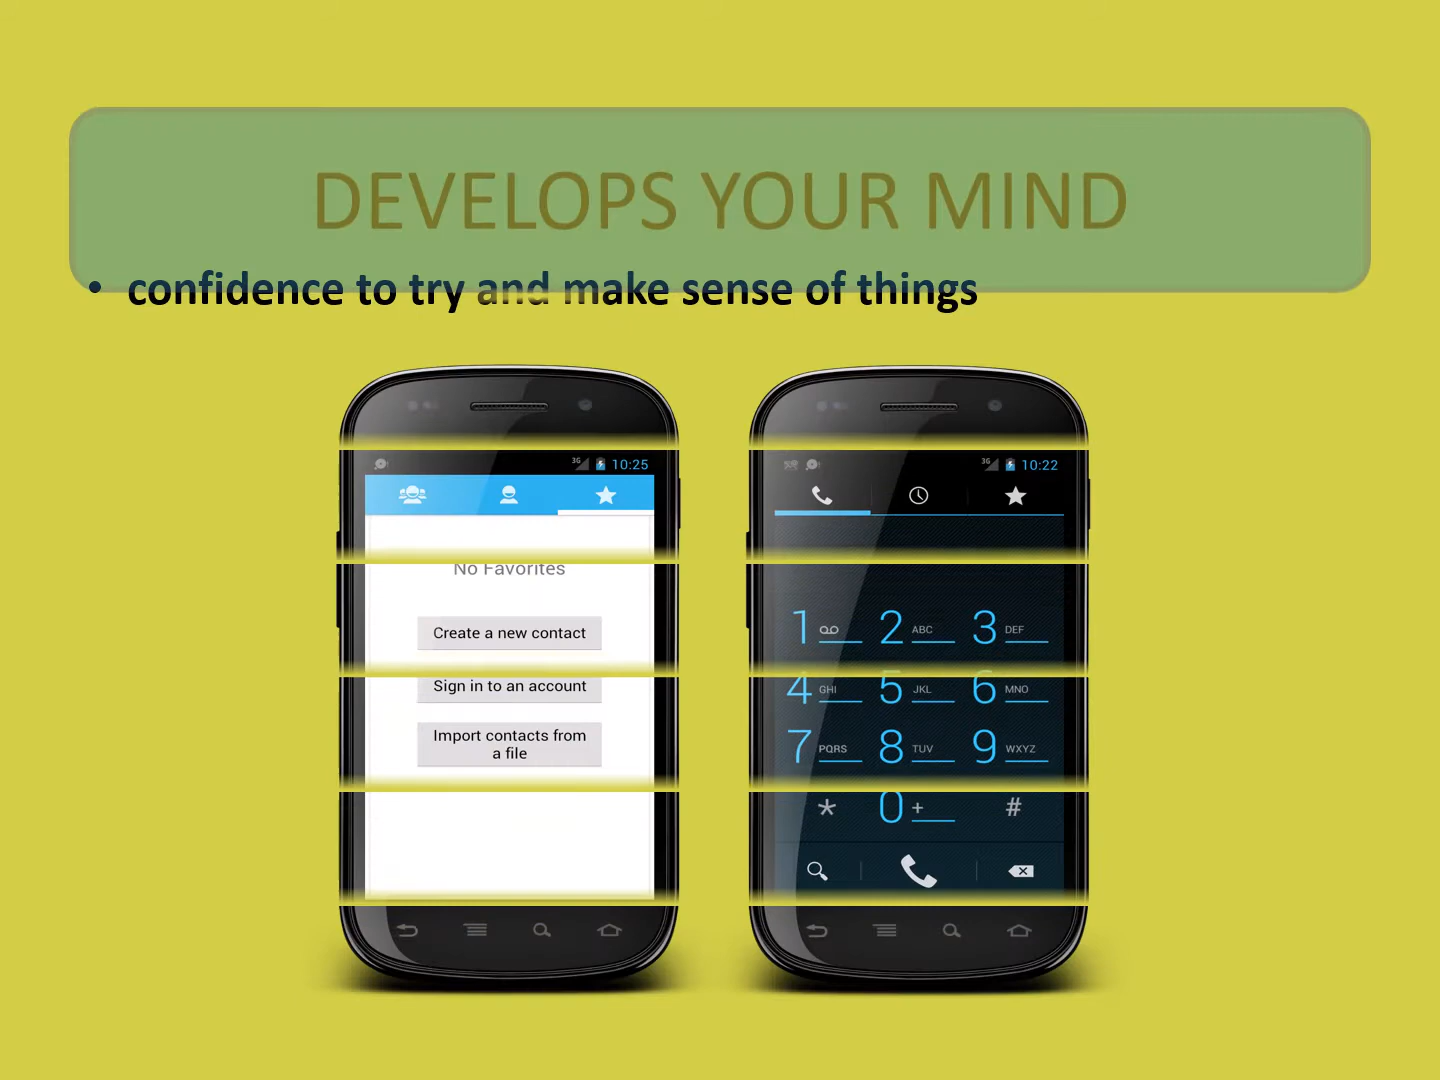 DEVELOPS YOUR MIND
• confidence to try and make sense of things
3G 10:25
No Favorites
Create a new contact
Sign in to an account
Import contacts from
a file
3G 10:22
1 2 ABC 3 DEF
4 GHI 5 JKL 6 MNO
7 PQRS 8 TUV 9 WXYZ
* 0 + #